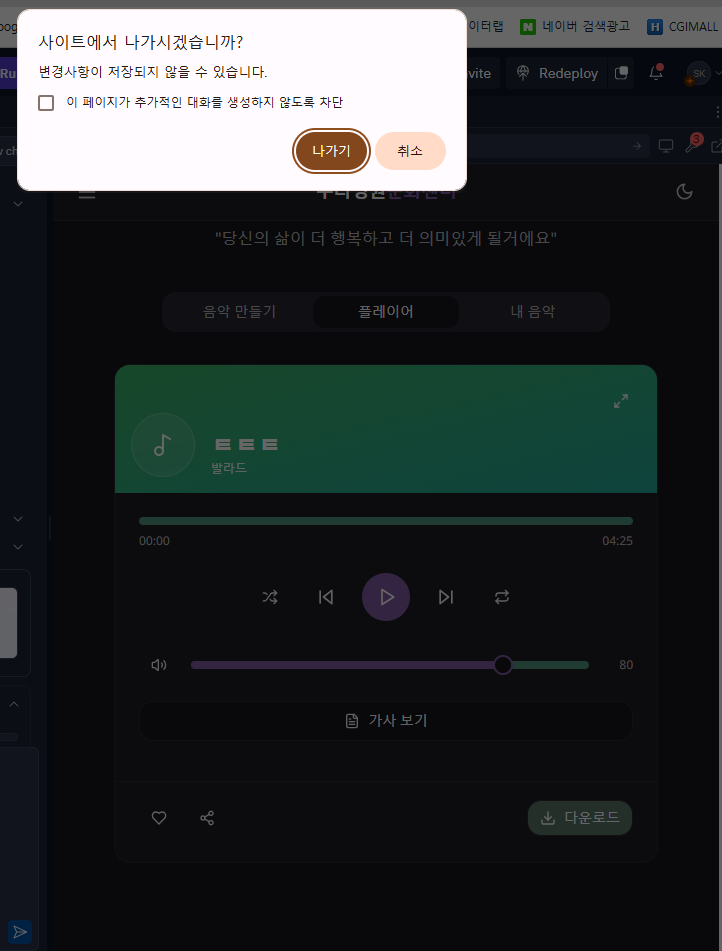 사이트에서 나가시겠습니까?
변경사항이 저장되지 않을 수 있습니다.
이 페이지가 추가적인 대화를 생성하지 않도록 차단
나가기
취소
이터랩
N 네이버 검색광고
H CGIMALL
Ru
vite
Redeploy
SK
3
"당신의 삶이 더 행복하고 더 의미있게 될거에요"
음악 만들기
플레이어
내 음악
ㅌㅌㅌ
발라드
00:00
04:25
80
가사 보기
다운로드